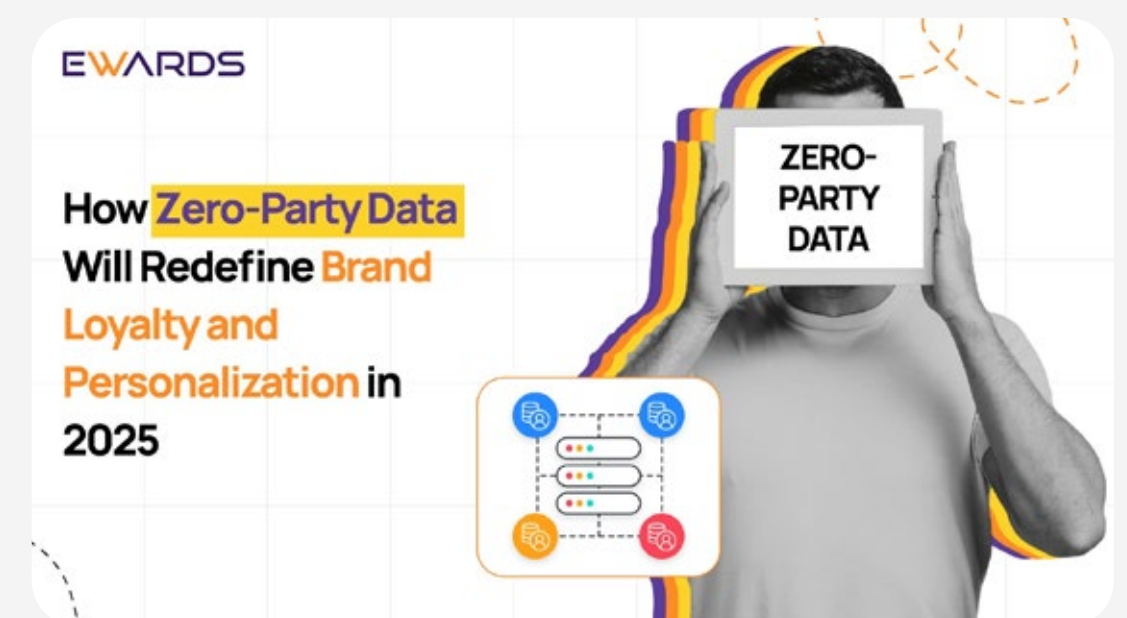 EWARDS
How Zero-Party Data
Will Redefine Brand
Loyalty and
Personalization in
2025
ZERO-
PARTY
DATA